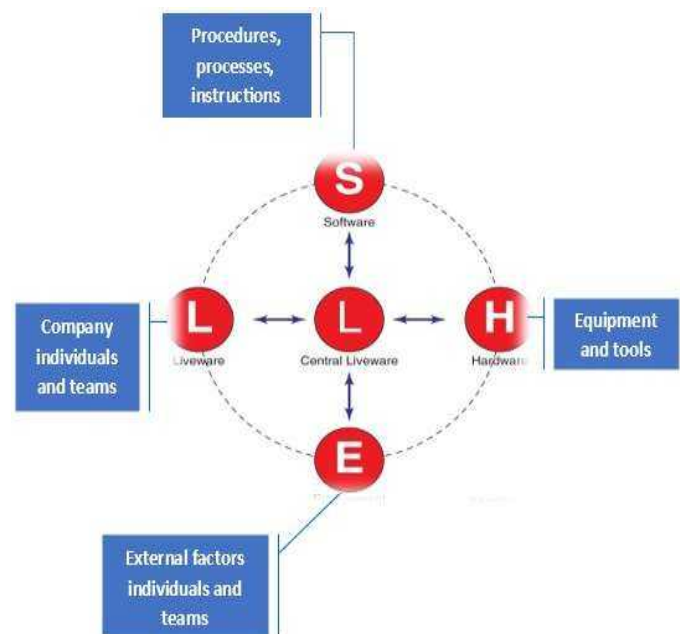 Procedures,
processes,
instructions
S
Software
L
Liveware
L
Central Liveware
H
Hardware
Company
individuals
and teams
Equipment
and tools
E
External factors
individuals and
teams